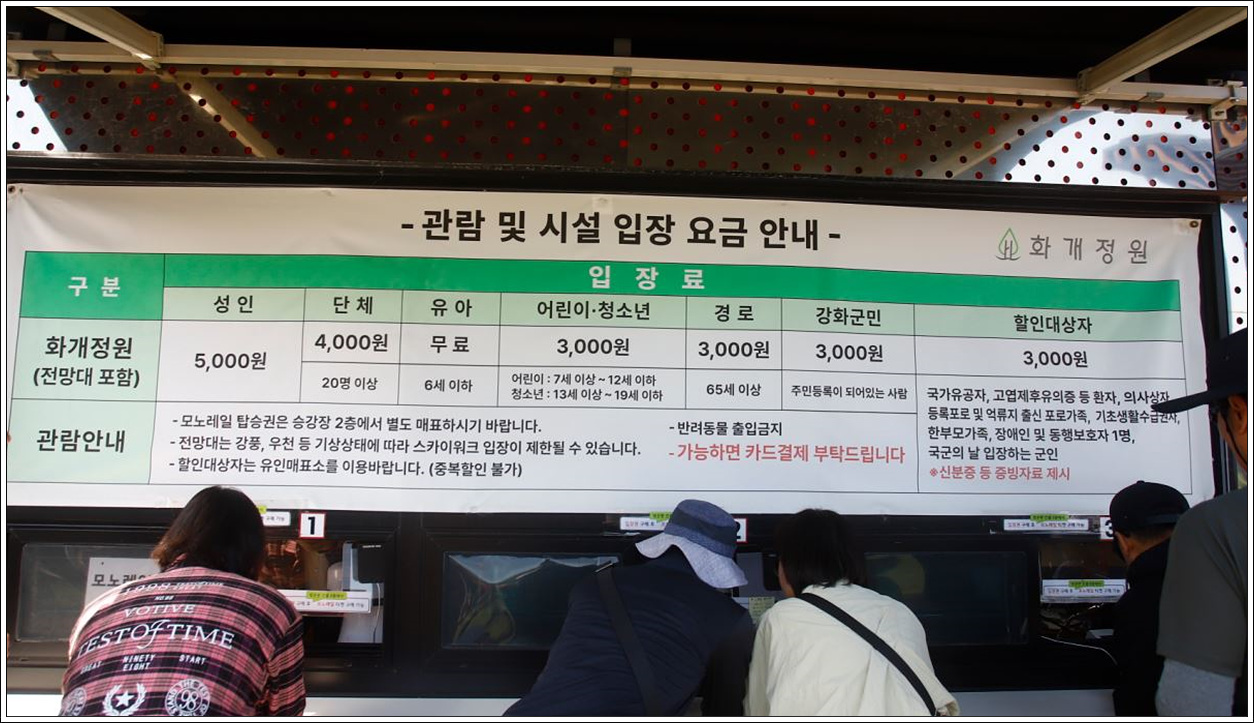 - 관람 및 시설 입장 요금 안내 -
화개정원
구 분
입 장 료
성 인
단 체
유 아
어린이·청소년
경 로
강화군민
할인대상자
화개정원
(전망대 포함)
5,000원
4,000원
무 료
3,000원
3,000원
3,000원
3,000원
20명 이상
6세 이하
어린이 : 7세 이상 ~ 12세 이하
청소년 : 13세 이상 ~ 19세 이하
65세 이상
주민등록이 되어있는 사람
국가유공자, 고엽제후유의증 등 환자, 의사상자
등록포로 및 억류지 출신 포로가족, 기초생활수급권자,
한부모가족, 장애인 및 동행보호자 1명,
국군의 날 입장하는 군인
※신분증 등 증빙자료 제시
관람안내
- 모노레일 탑승권은 승강장 2층에서 별도 매표하시기 바랍니다.
- 전망대는 강풍, 우천 등 기상상태에 따라 스카이워크 입장이 제한될 수 있습니다.
- 할인대상자는 유인매표소를 이용바랍니다. (중복할인 불가)
- 반려동물 출입금지
- 가능하면 카드결제 부탁드립니다
1
2
3
모노레일
1998
NO.98
VOTIVE
TEST OF TIME
GREAT NINETY EIGHT START
98